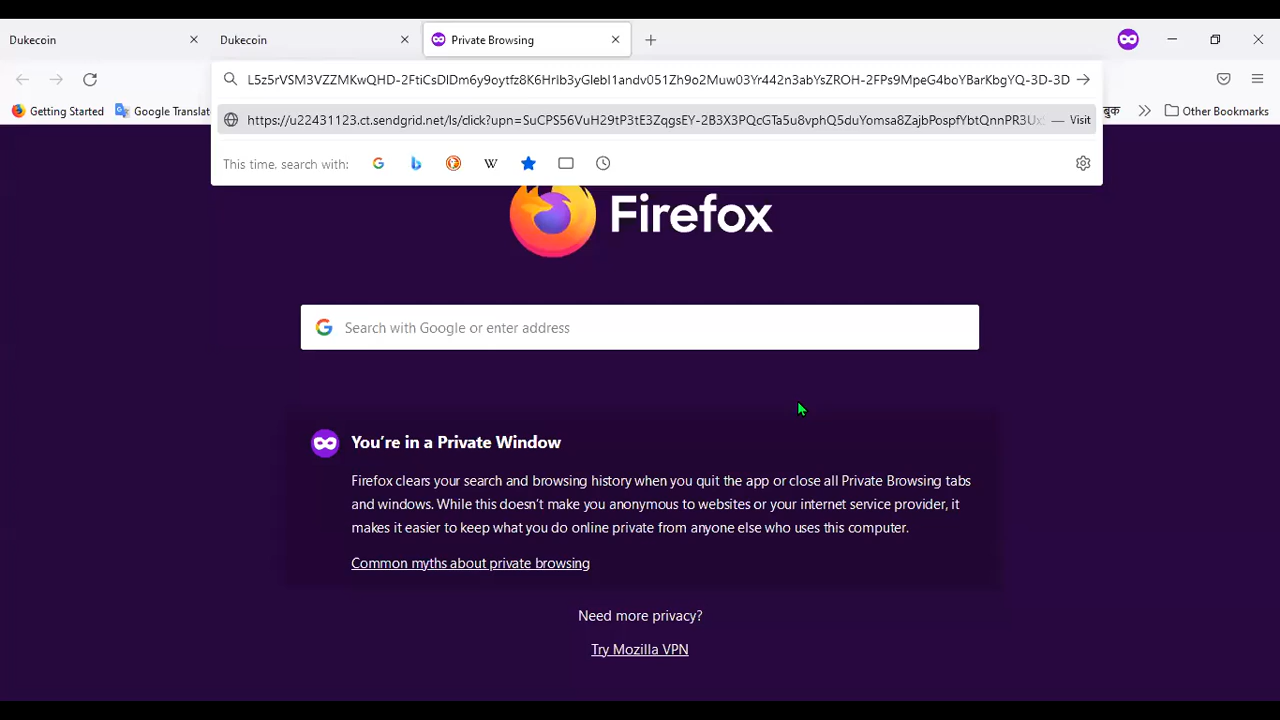 Dukecoin
Dukecoin
Private Browsing
L5z5rVSM3VZZMKwQHD-2FtiCsDlDm6y9oytfz8K6HrIb3yGlebI1andv051Zh9o2Muw03Yr442n3abYsZROH-2FPs9MpeG4boYBarKbgYQ-3D-3D
Getting Started
Google Translat
https://u22431123.ct.sendgrid.net/ls/click?upn=SuCPS56VuH29tP3tE3ZqgsEY-2B3X3PQcGTa5u8vphQ5duYomsa8ZajbPospfYbtQnnPR3Ux — Visit
बुक
Other Bookmarks
This time, search with:
Firefox
Search with Google or enter address
You're in a Private Window
Firefox clears your search and browsing history when you quit the app or close all Private Browsing tabs
and windows. While this doesn't make you anonymous to websites or your internet service provider, it
makes it easier to keep what you do online private from anyone else who uses this computer.
Common myths about private browsing
Need more privacy?
Try Mozilla VPN